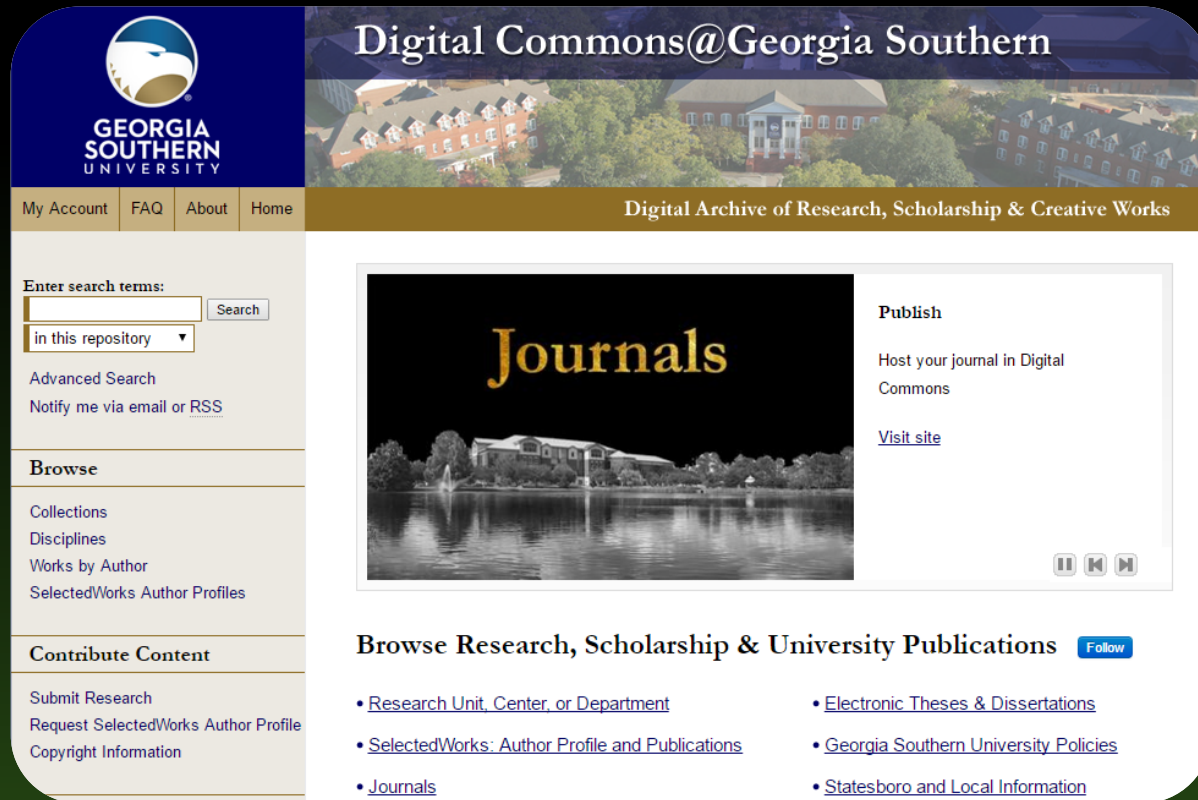 GEORGIA
SOUTHERN
UNIVERSITY
Digital Commons@Georgia Southern
My Account
FAQ
About
Home
Digital Archive of Research, Scholarship & Creative Works
Enter search terms:
Search
in this repository
Advanced Search
Notify me via email or RSS
Browse
Collections
Disciplines
Works by Author
SelectedWorks Author Profiles
Contribute Content
Submit Research
Request SelectedWorks Author Profile
Copyright Information
Journals
Publish
Host your journal in Digital
Commons
Visit site
Browse Research, Scholarship & University Publications
Follow
• Research Unit, Center, or Department
• SelectedWorks: Author Profile and Publications
• Journals
• Electronic Theses & Dissertations
• Georgia Southern University Policies
• Statesboro and Local Information